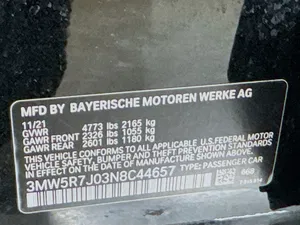 MFD BY BAYERISCHE MOTOREN WERKE AG
11/21
GVWR 4773 lbs 2165 kg
GAWR FRONT 2326 lbs 1055 kg
GAWR REAR 2601 lbs 1180 kg
THIS VEHICLE CONFORMS TO ALL APPLICABLE
U.S. FEDERAL MOTOR
VEHICLE SAFETY, BUMPER, AND THEFT
PREVENTION STANDARDS IN EFFECT ON
THE DATE OF MANUFACTURE SHOWN ABOVE.
3MW5R7J03N8C44657 TYPE: PASSENGER CAR
668